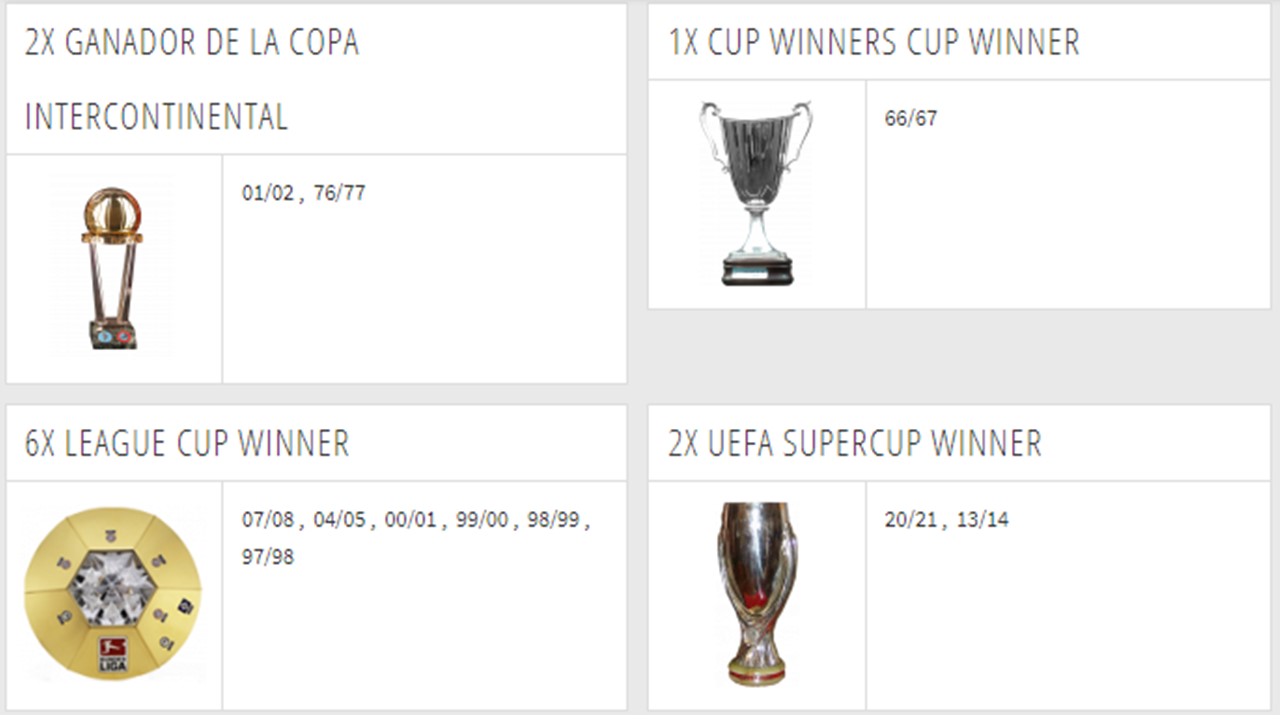 2X GANADOR DE LA COPA
INTERCONTINENTAL
01/02 , 76/77
1X CUP WINNERS CUP WINNER
66/67
6X LEAGUE CUP WINNER
07/08 , 04/05 , 00/01 , 99/00 , 98/99 ,
97/98
LIGA
2X UEFA SUPERCUP WINNER
20/21 , 13/14